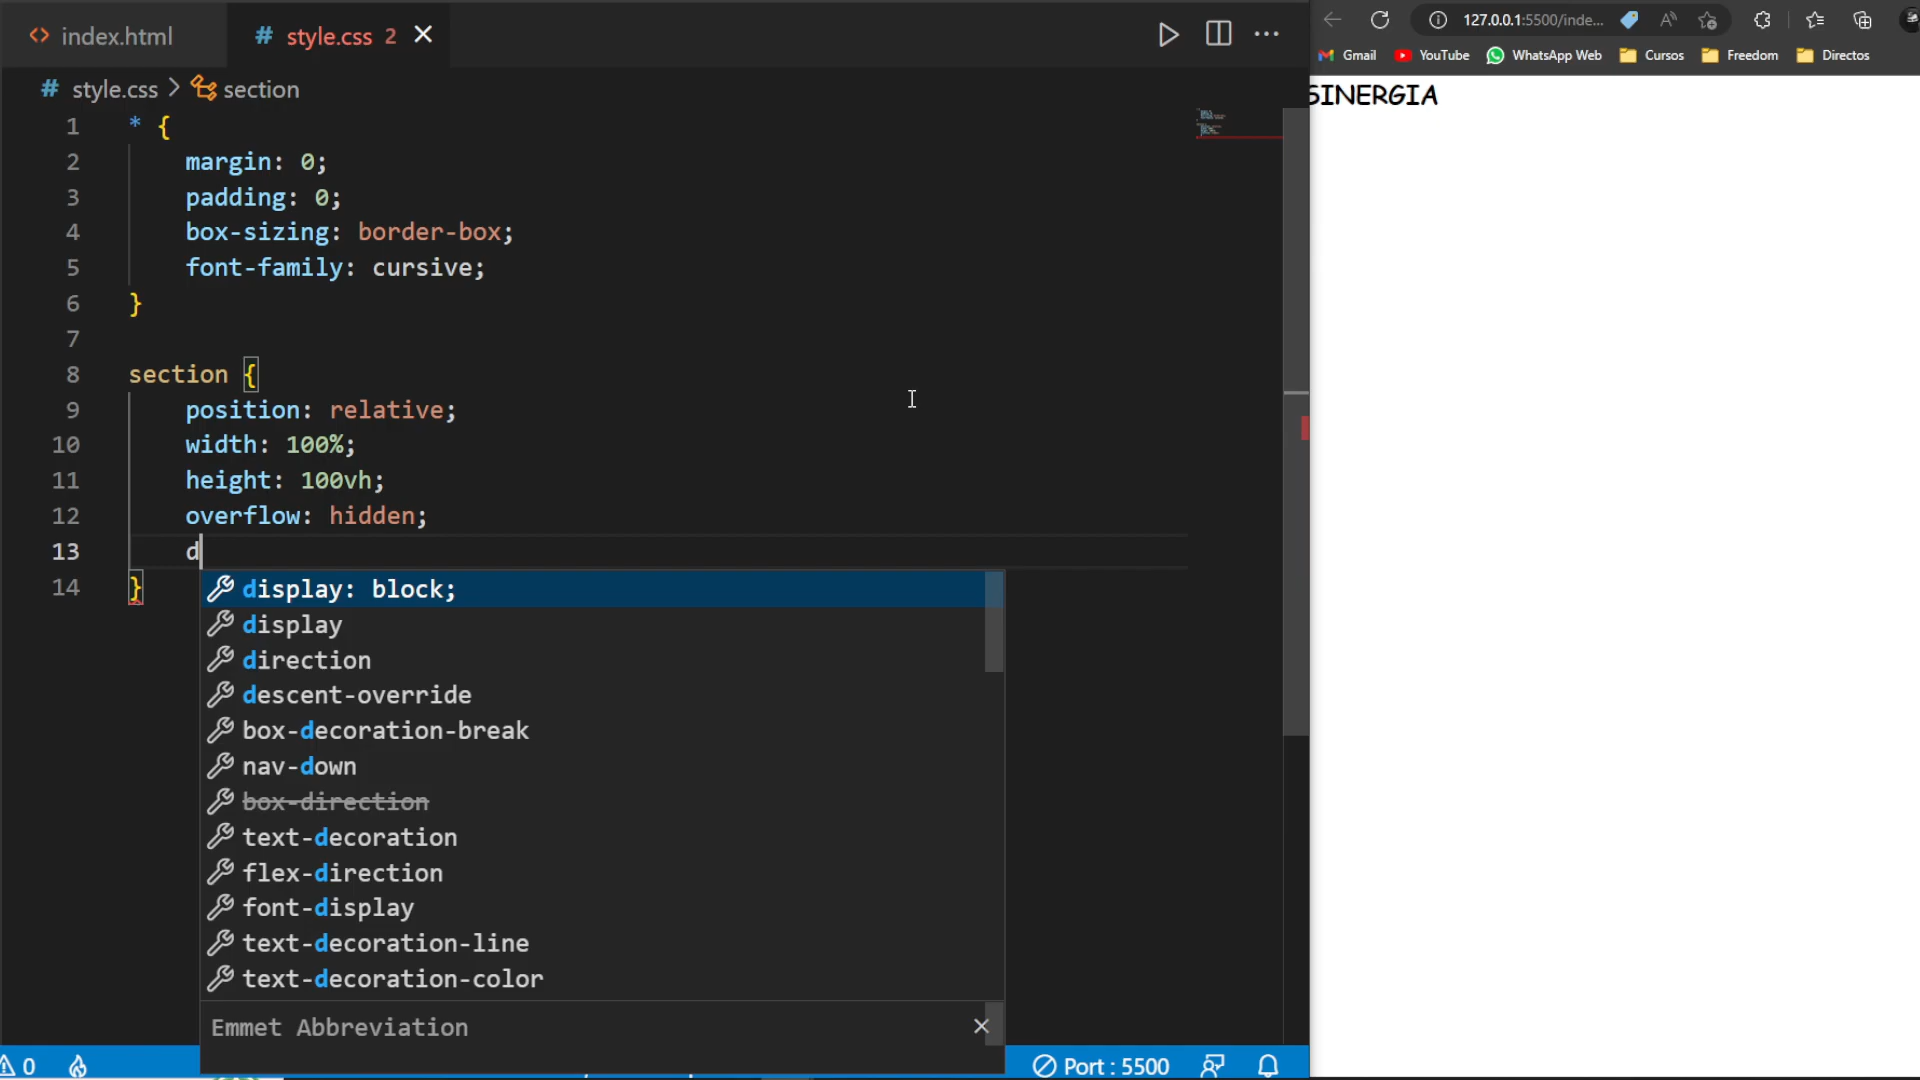 index.html
style.css 2
127.0.0.1:5500/inde...
Gmail
YouTube
WhatsApp Web
Cursos
Freedom
Directos
# style.css > section
SINERGIA
1 * {
2 margin: 0;
3 padding: 0;
4 box-sizing: border-box;
5 font-family: cursive;
6 }
7
8 section {
9 position: relative;
10 width: 100%;
11 height: 100vh;
12 overflow: hidden;
13 d
14 }
display: block;
display
direction
descent-override
box-decoration-break
nav-down
box-direction
text-decoration
flex-direction
font-display
text-decoration-line
text-decoration-color
Emmet Abbreviation
0
Port : 5500